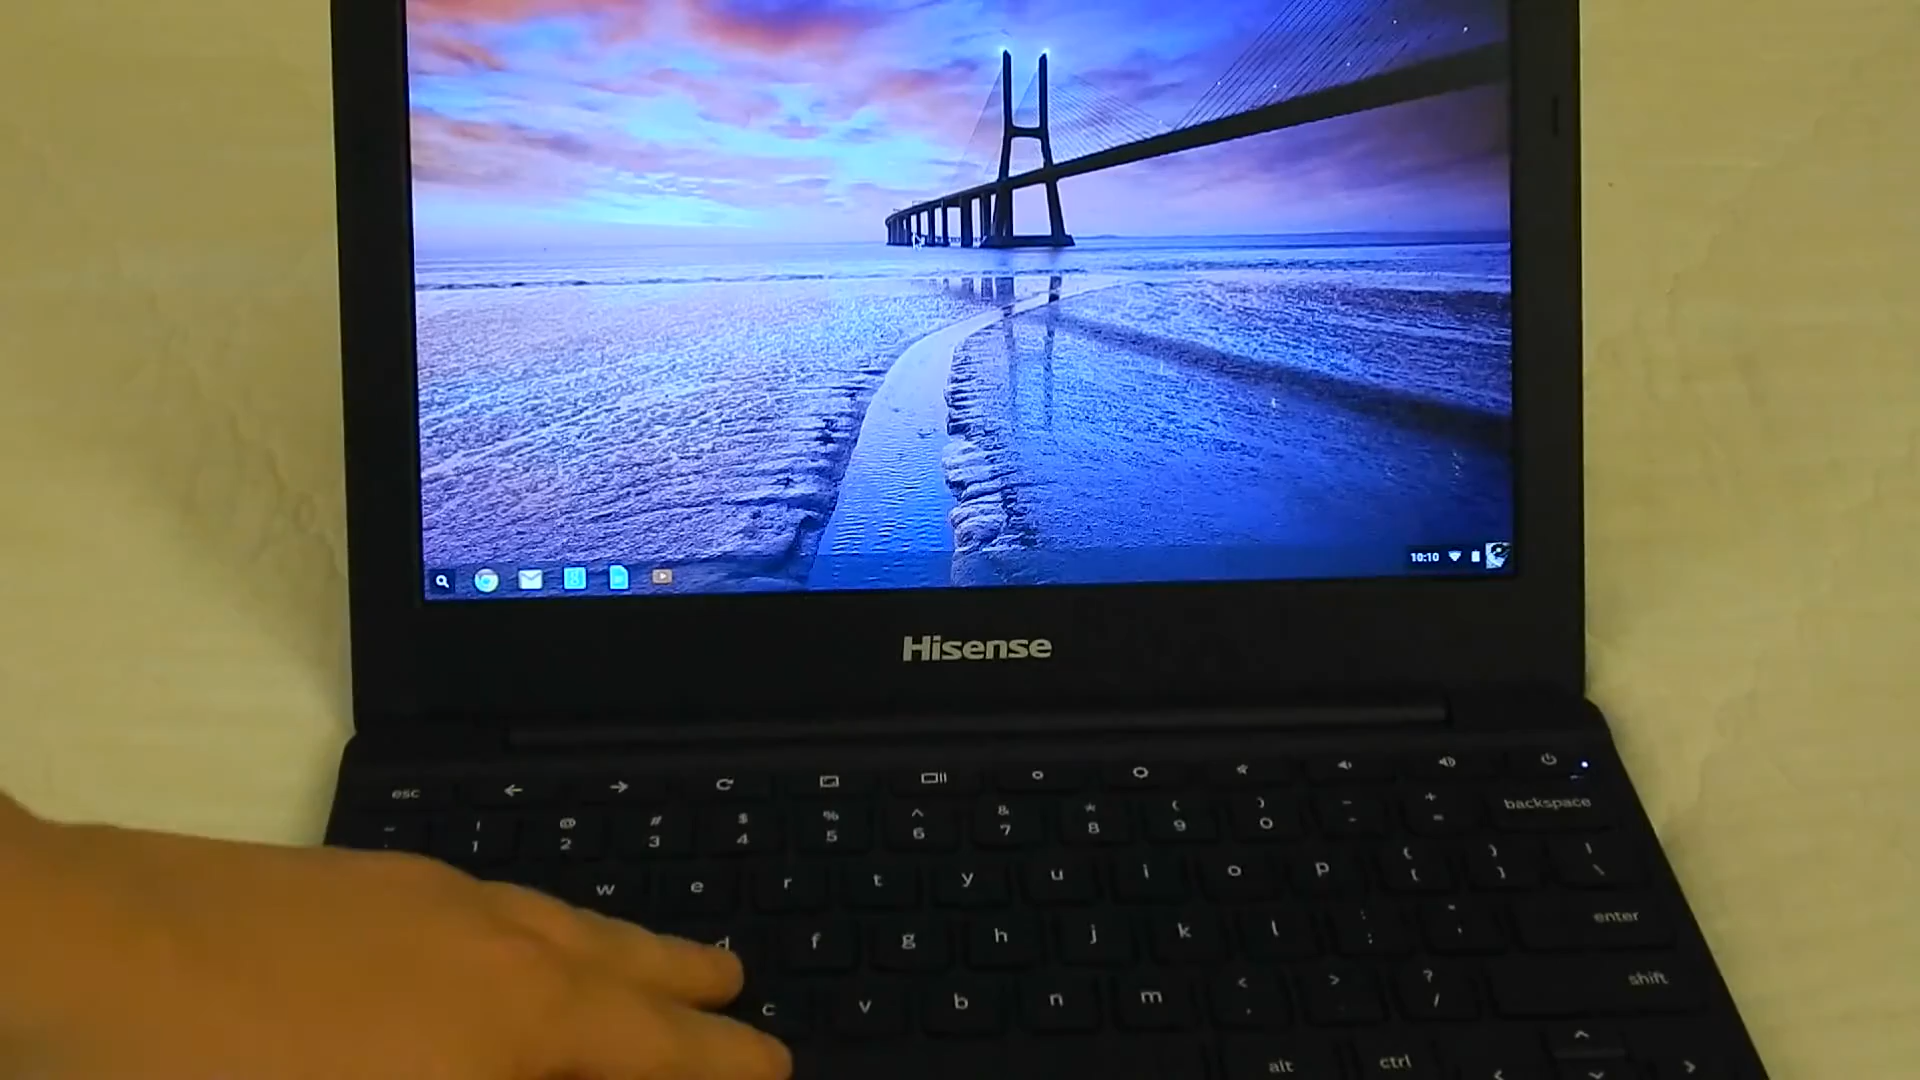 8
10:10
Hisense
esc
~ ! @ # $ % ^ & * ( ) - +
1 2 3 4 5 6 7 8 9 0 - = backspace
w e r t y u i o p
d f g h j k l : ; enter
c v b n m < > ? / shift
alt ctrl